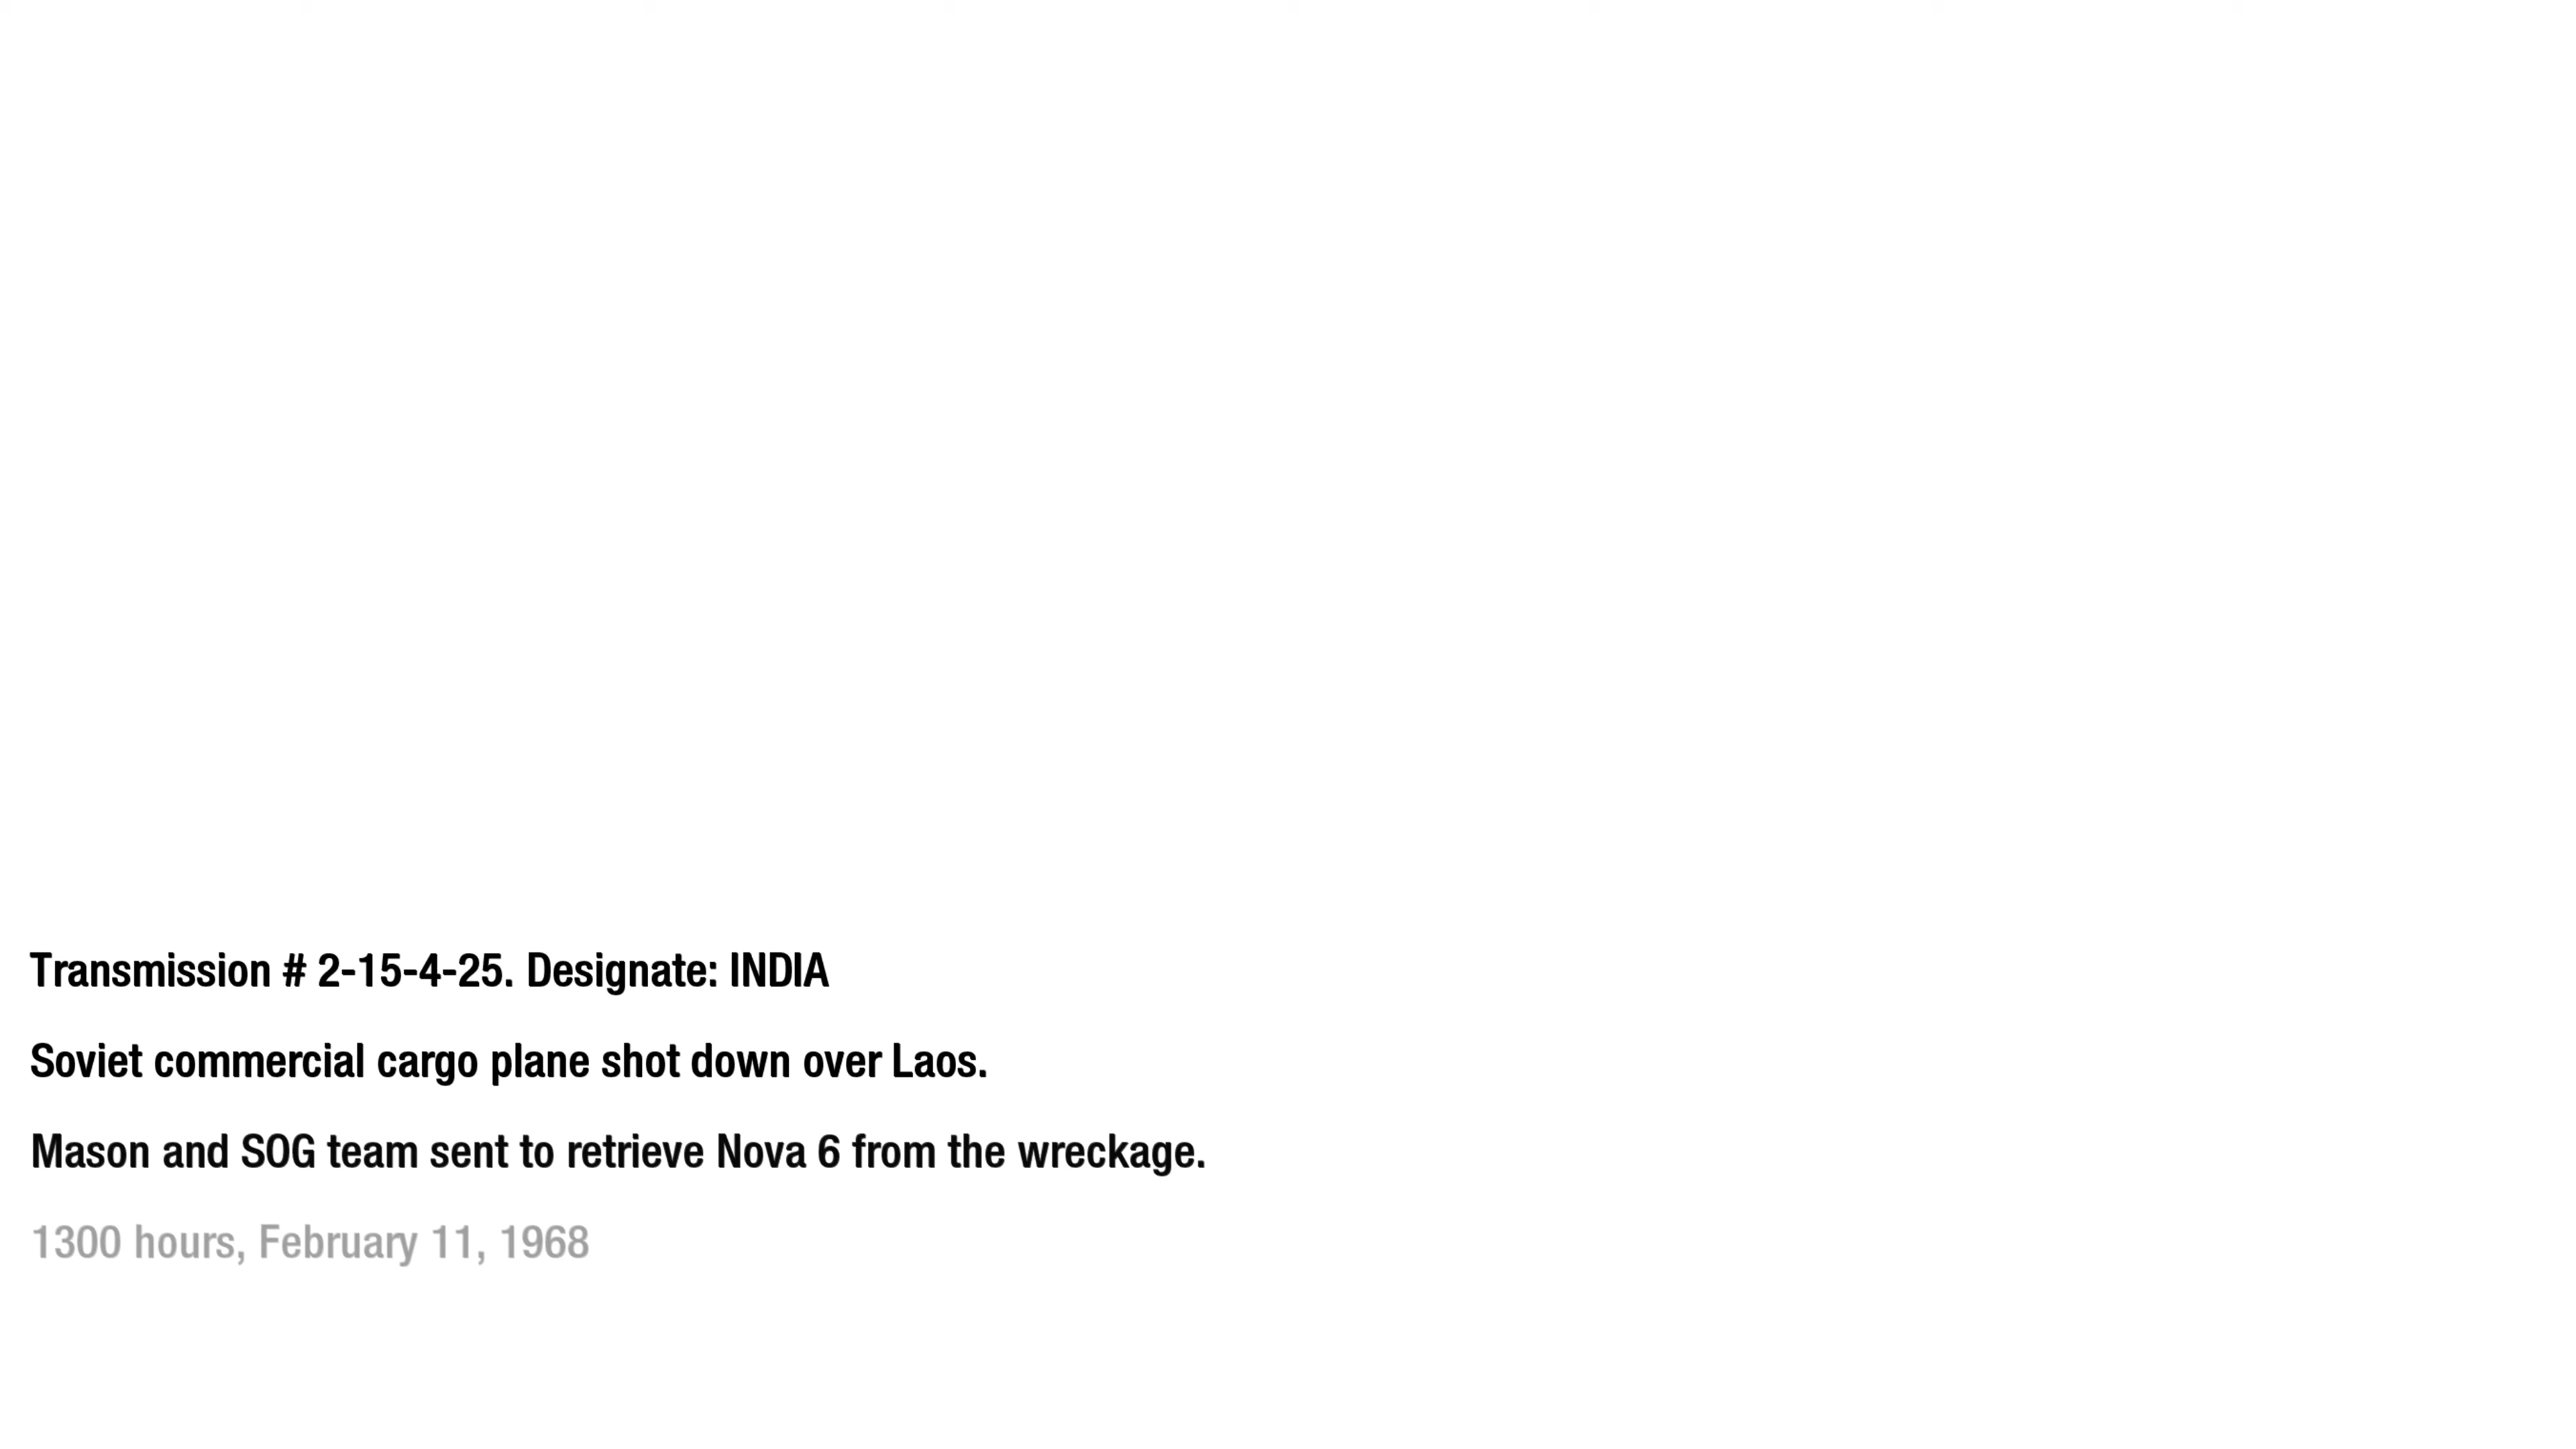 Transmission # 2-15-4-25. Designate: INDIA
Soviet commercial cargo plane shot down over Laos.
Mason and SOG team sent to retrieve Nova 6 from the wreckage.
1300 hours, February 11, 1968